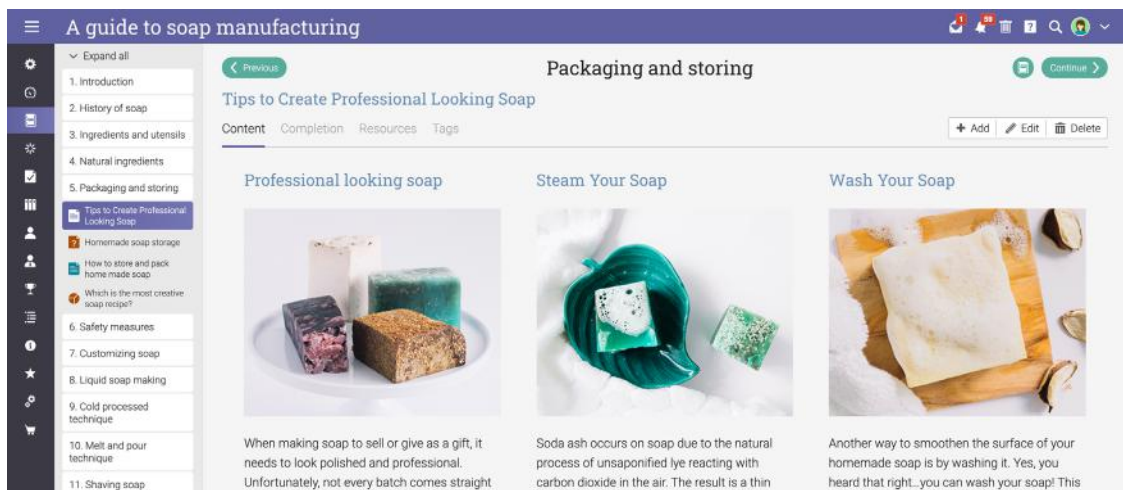 A guide to soap manufacturing
1
59
Expand all
1. Introduction
2. History of soap
3. Ingredients and utensils
4. Natural ingredients
5. Packaging and storing
Tips to Create Professional
Looking Soap
Homemade soap storage
How to store and pack
home made soap
Which is the most creative
soap recipe?
6. Safety measures
7. Customizing soap
8. Liquid soap making
9. Cold processed
technique
10. Melt and pour
technique
11. Shaving soap
Previous
Packaging and storing
Continue
Tips to Create Professional Looking Soap
Content Completion Resources Tags
Add Edit Delete
Professional looking soap
When making soap to sell or give as a gift, it
needs to look polished and professional.
Unfortunately, not every batch comes straight
Steam Your Soap
Soda ash occurs on soap due to the natural
process of unsaponified lye reacting with
carbon dioxide in the air. The result is a thin
Wash Your Soap
Another way to smoothen the surface of your
homemade soap is by washing it. Yes, you
heard that right...you can wash your soap! This